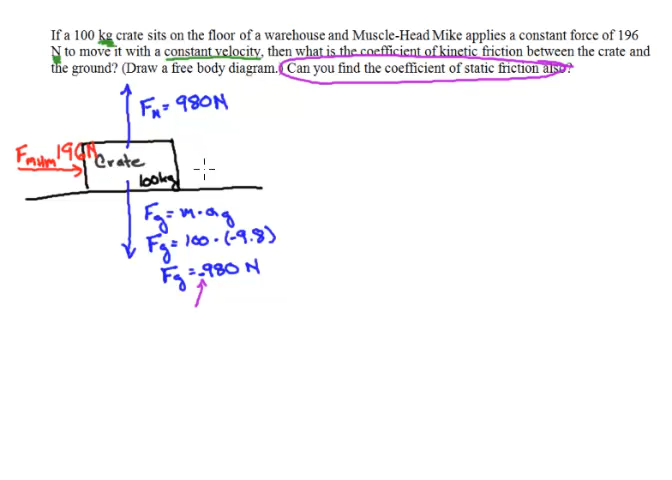 If a 100 kg crate sits on the floor of a warehouse and Muscle-Head Mike applies a constant force of 196
N to move it with a constant velocity, then what is the coefficient of kinetic friction between the crate and
the ground? (Draw a free body diagram.) Can you find the coefficient of static friction also?
FN = 980N
FMHM 196N
Crate
100kg
Fg = m·ag
Fg = 100·(-9.8)
Fg = -980 N